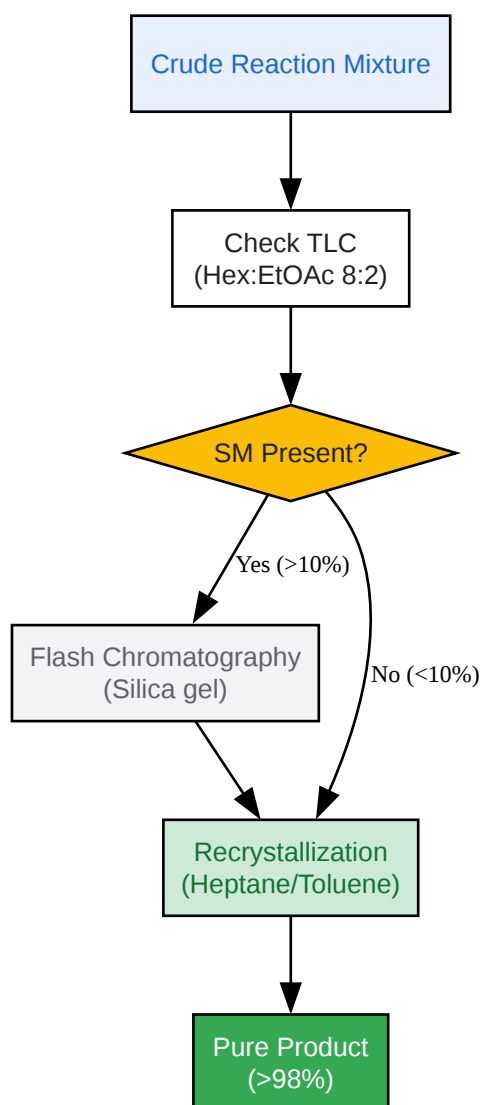 Crude Reaction Mixture
Check TLC
(Hex:EtOAc 8:2)
SM Present?
Yes (>10%)
Flash Chromatography
(Silica gel)
No (<10%)
Recrystallization
(Heptane/Toluene)
Pure Product
(>98%)